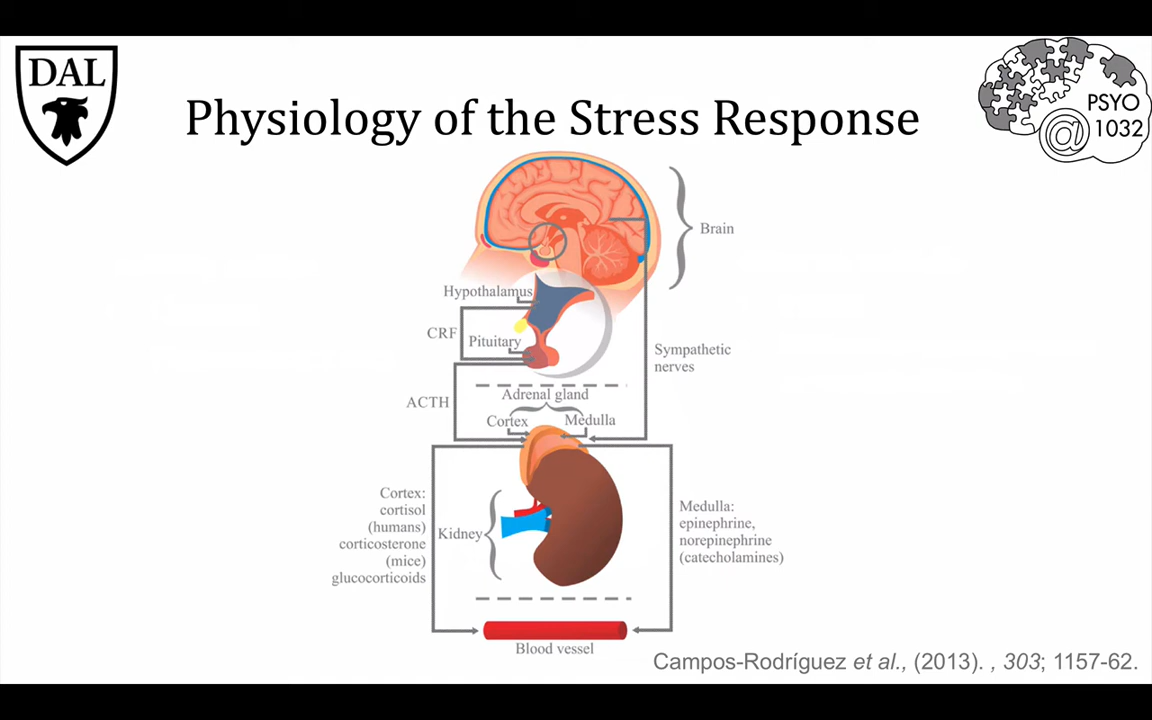 DAL
Physiology of the Stress Response
PSYO
@ 1032
Brain
Hypothalamus
CRF
Pituitary
Sympathetic
nerves
Adrenal gland
ACTH
Cortex
Medulla
Cortex:
cortisol
(humans)
corticosterone
(mice)
glucocorticoids
Kidney
Medulla:
epinephrine,
norepinephrine
(catecholamines)
Blood vessel
Campos-Rodríguez et al., (2013). , 303; 1157-62.